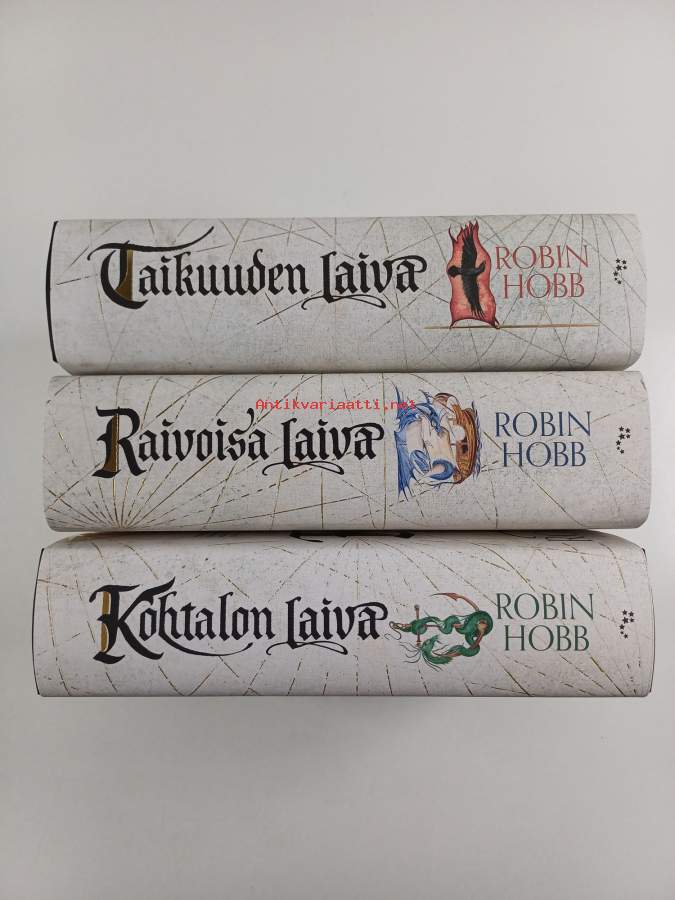 Taikuuden Laiva
ROBIN
HOBB
Antikvariaatti.net
Raivoisa Laiva
ROBIN
HOBB
Kohtalon Laiva
ROBIN
HOBB